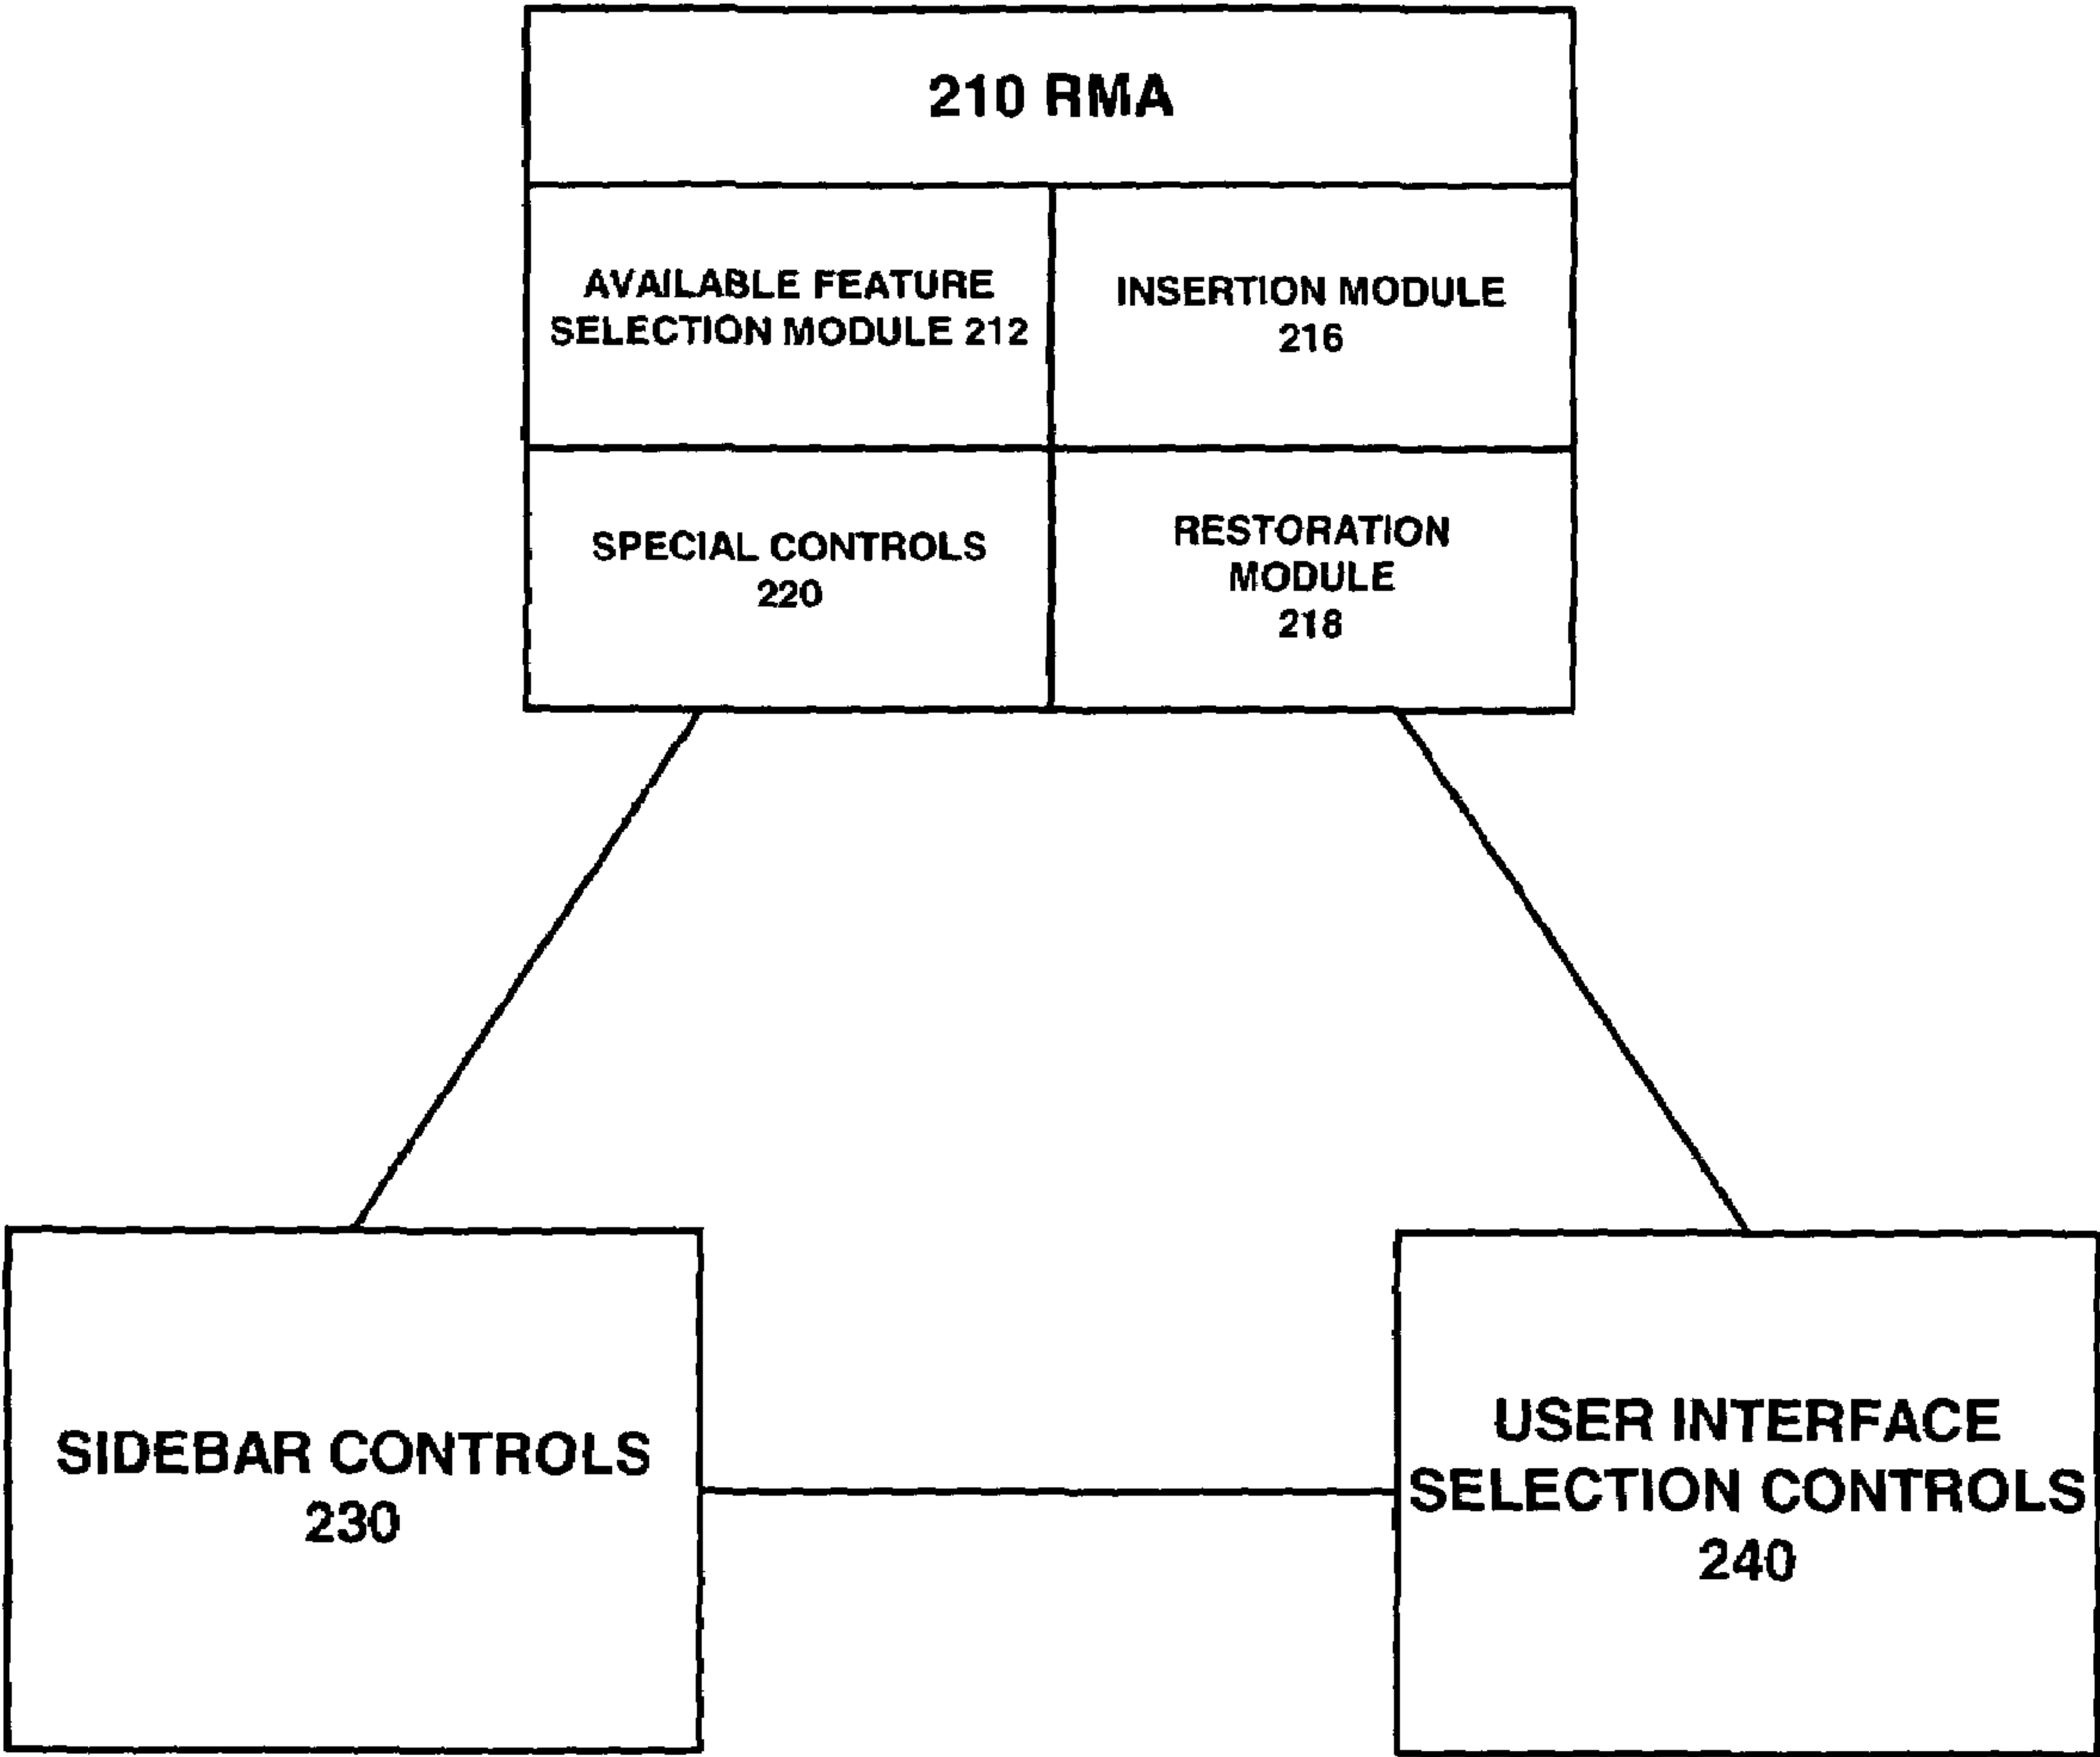 210 RMA
AVAILABLE FEATURE
SELECTION MODULE 212
INSERTION MODULE
216
SPECIAL CONTROLS
220
RESTORATION
MODULE
218
SIDEBAR CONTROLS
230
USER INTERFACE
SELECTION CONTROLS
240